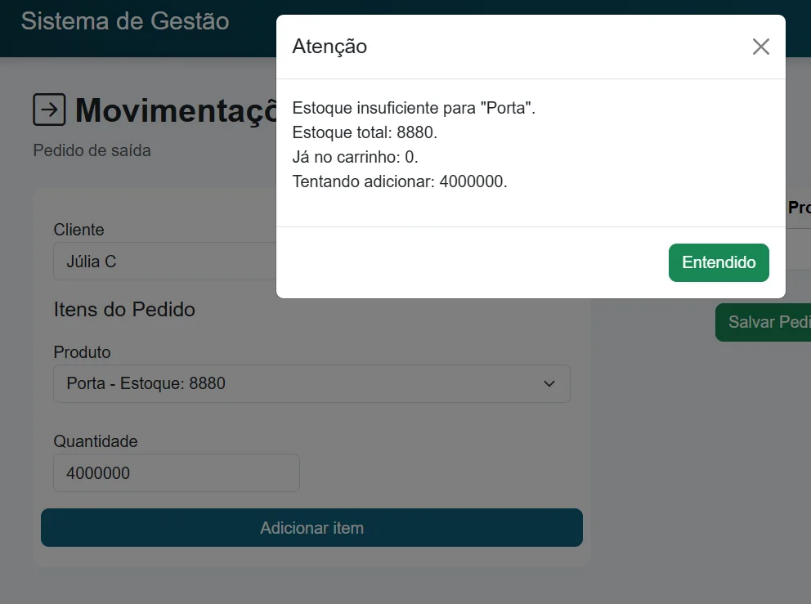 Sistema de Gestão
Atenção
Estoque insuficiente para "Porta".
Estoque total: 8880.
Já no carrinho: 0.
Tentando adicionar: 4000000.
Entendido
Movimentaçõ
Pedido de saída
Cliente
Júlia C
Itens do Pedido
Produto
Porta - Estoque: 8880
Quantidade
4000000
Adicionar item
Pro
Salvar Pedi